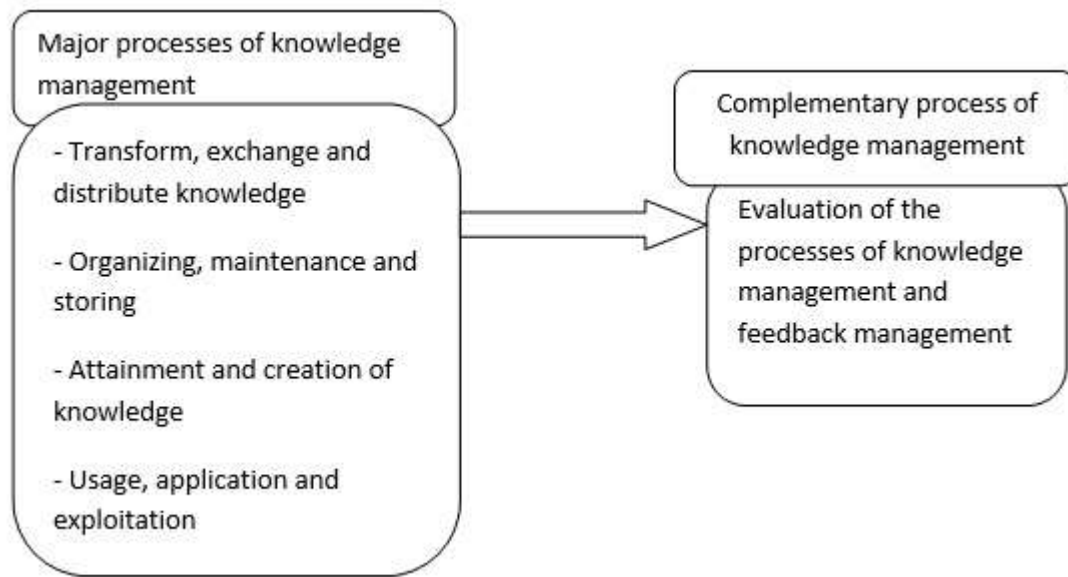 Major processes of knowledge
management
- Transform, exchange and
distribute knowledge
- Organizing, maintenance and
storing
- Attainment and creation of
knowledge
- Usage, application and
exploitation
Complementary process of
knowledge management
Evaluation of the
processes of knowledge
management and
feedback management